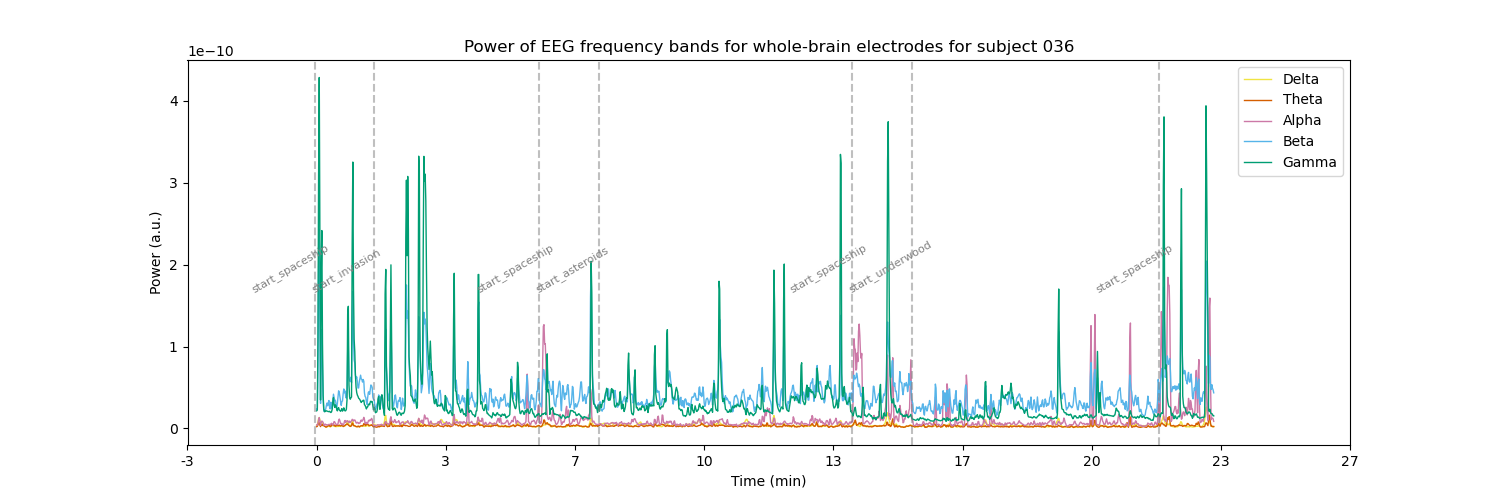 Power of EEG frequency bands for whole-brain electrodes for subject 036
1e−10
4
3
2
1
0
Power (a.u.)
start_spaceship
start_invasion
start_spaceship
start_asteroids
start_spaceship
start_underwood
start_spaceship
Delta
Theta
Alpha
Beta
Gamma
-3 0 3 7 10 13 17 20 23 27
Time (min)